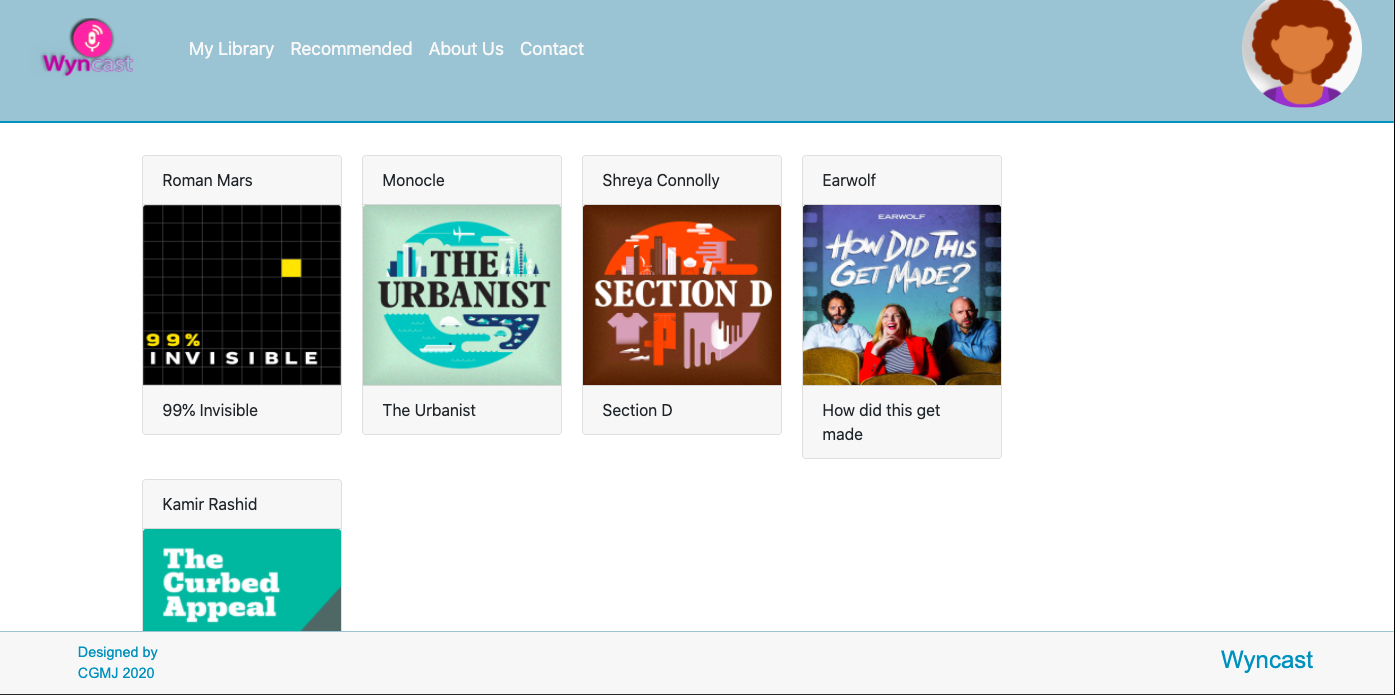 Wyncast
My Library Recommended About Us Contact
Roman Mars
99%
INVISIBLE
99% Invisible
Monocle
THE
URBANIST
The Urbanist
Shreya Connolly
SECTION D
Section D
Earwolf
EARWOLF
HOW DID THIS
GET MADE?
How did this get
made
Kamir Rashid
The
Curbed
Appeal
Designed by
CGMJ 2020
Wyncast